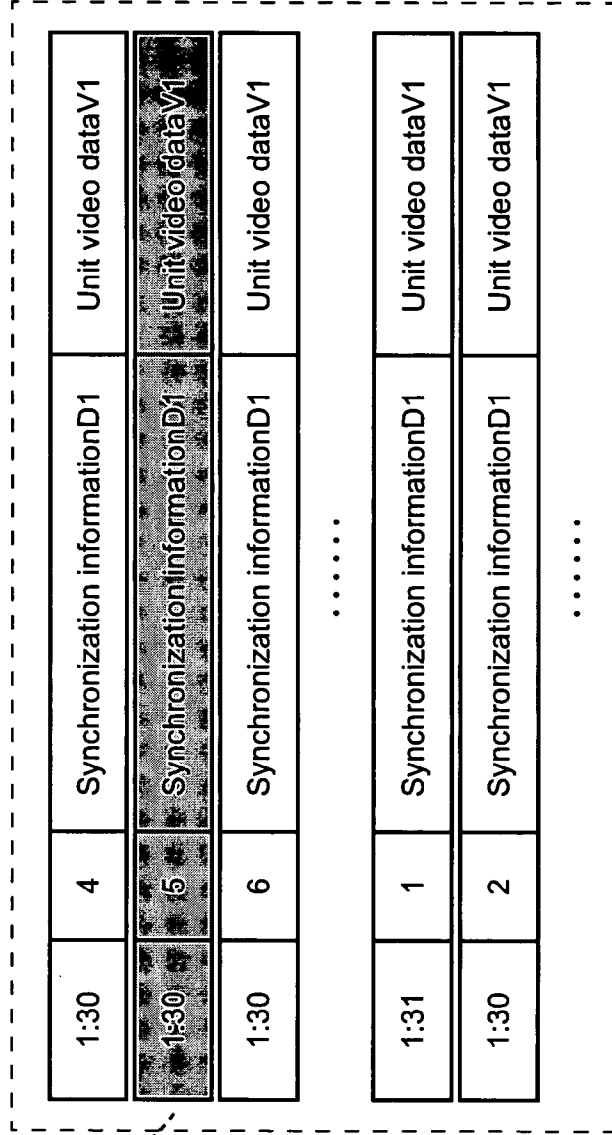 1:30 4 Synchronization informationD1 Unit video dataV1
1:30 5 Synchronization informationD1 Unit video dataV1
1:30 6 Synchronization informationD1 Unit video dataV1
......
1:31 1 Synchronization informationD1 Unit video dataV1
1:30 2 Synchronization informationD1 Unit video dataV1
......